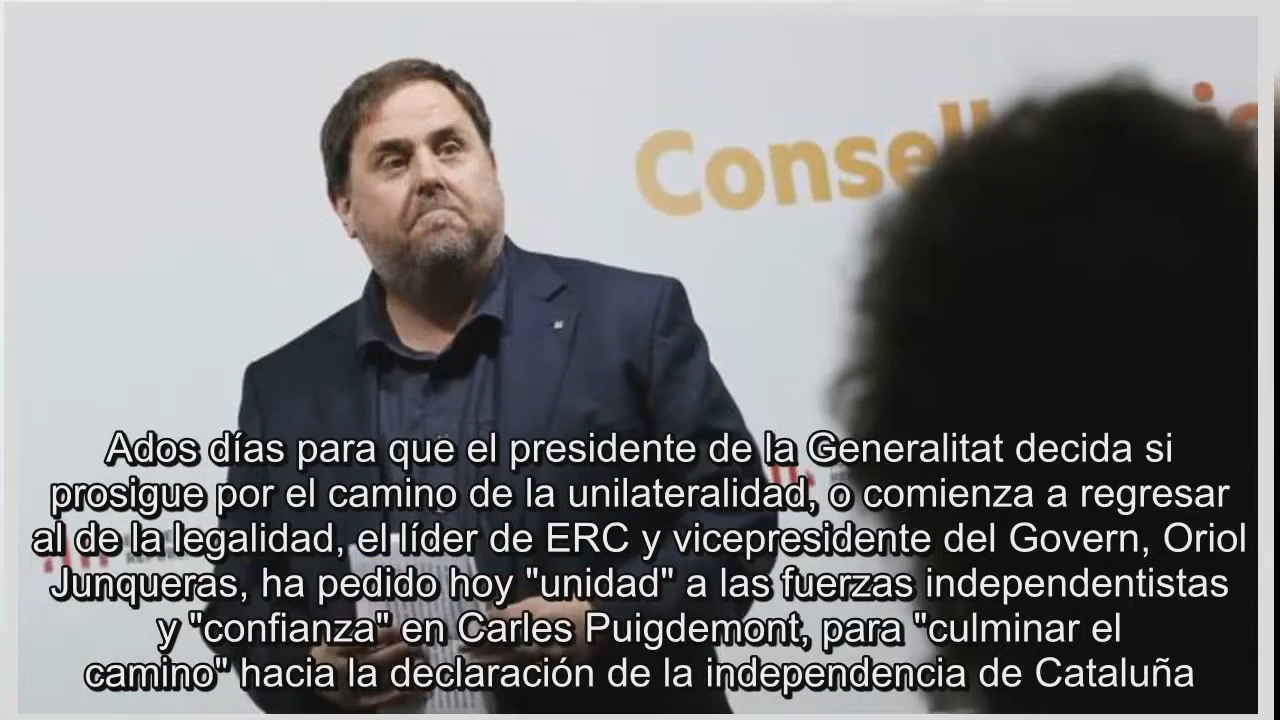 Consell
Ados días para que el presidente de la Generalitat decida si
prosigue por el camino de la unilateralidad, o comienza a regresar
al de la legalidad, el líder de ERC y vicepresidente del Govern, Oriol
Junqueras, ha pedido hoy "unidad" a las fuerzas independentistas
y "confianza" en Carles Puigdemont, para "culminar el
camino" hacia la declaración de la independencia de Cataluña